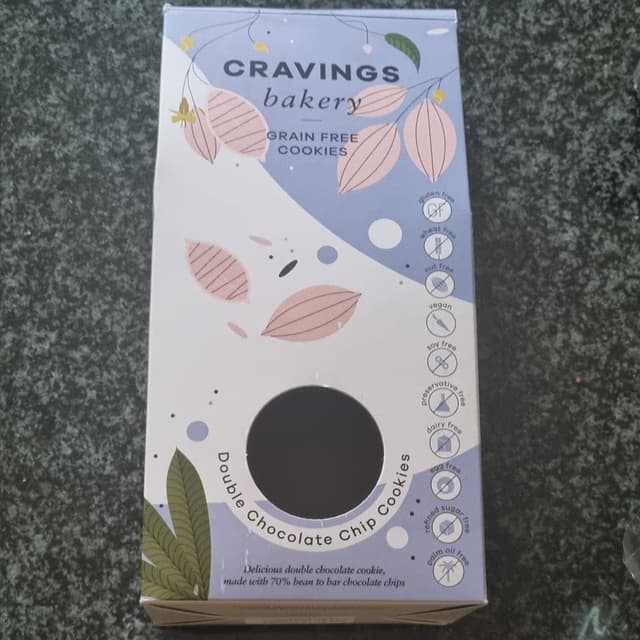 CRAVINGS
bakery
GRAIN FREE
COOKIES
gluten free
wheat free
nut free
vegan
soy free
preservative free
dairy free
egg free
refined sugar free
palm oil free
Double Chocolate Chip Cookies
Delicious double chocolate cookie,
made with 70% bean to bar chocolate chips